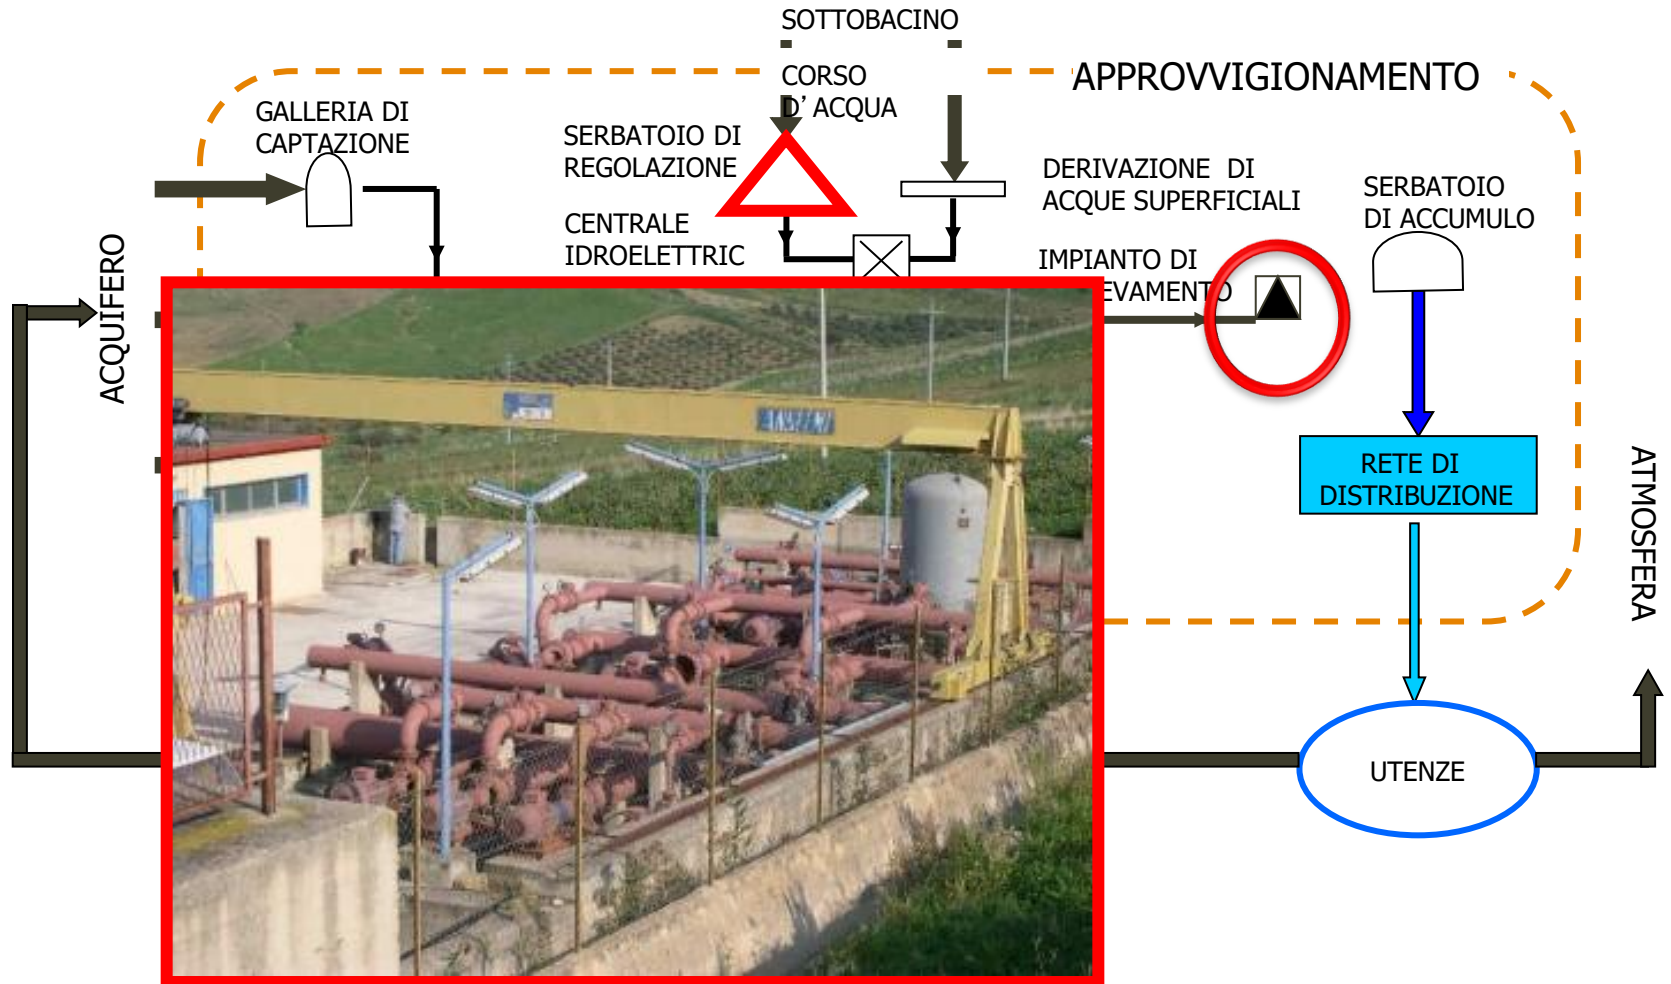 SOTTOBACINO
CORSO
D’ACQUA
APPROVVIGIONAMENTO
GALLERIA DI
CAPTAZIONE
SERBATOIO DI
REGOLAZIONE
DERIVAZIONE DI
ACQUE SUPERFICIALI
SERBATOIO
DI ACCUMULO
CENTRALE
IDROELETTRIC
IMPIANTO DI
EVAMENTO
ACQUIFERO
RETE DI
DISTRIBUZIONE
ATMOSFERA
UTENZE